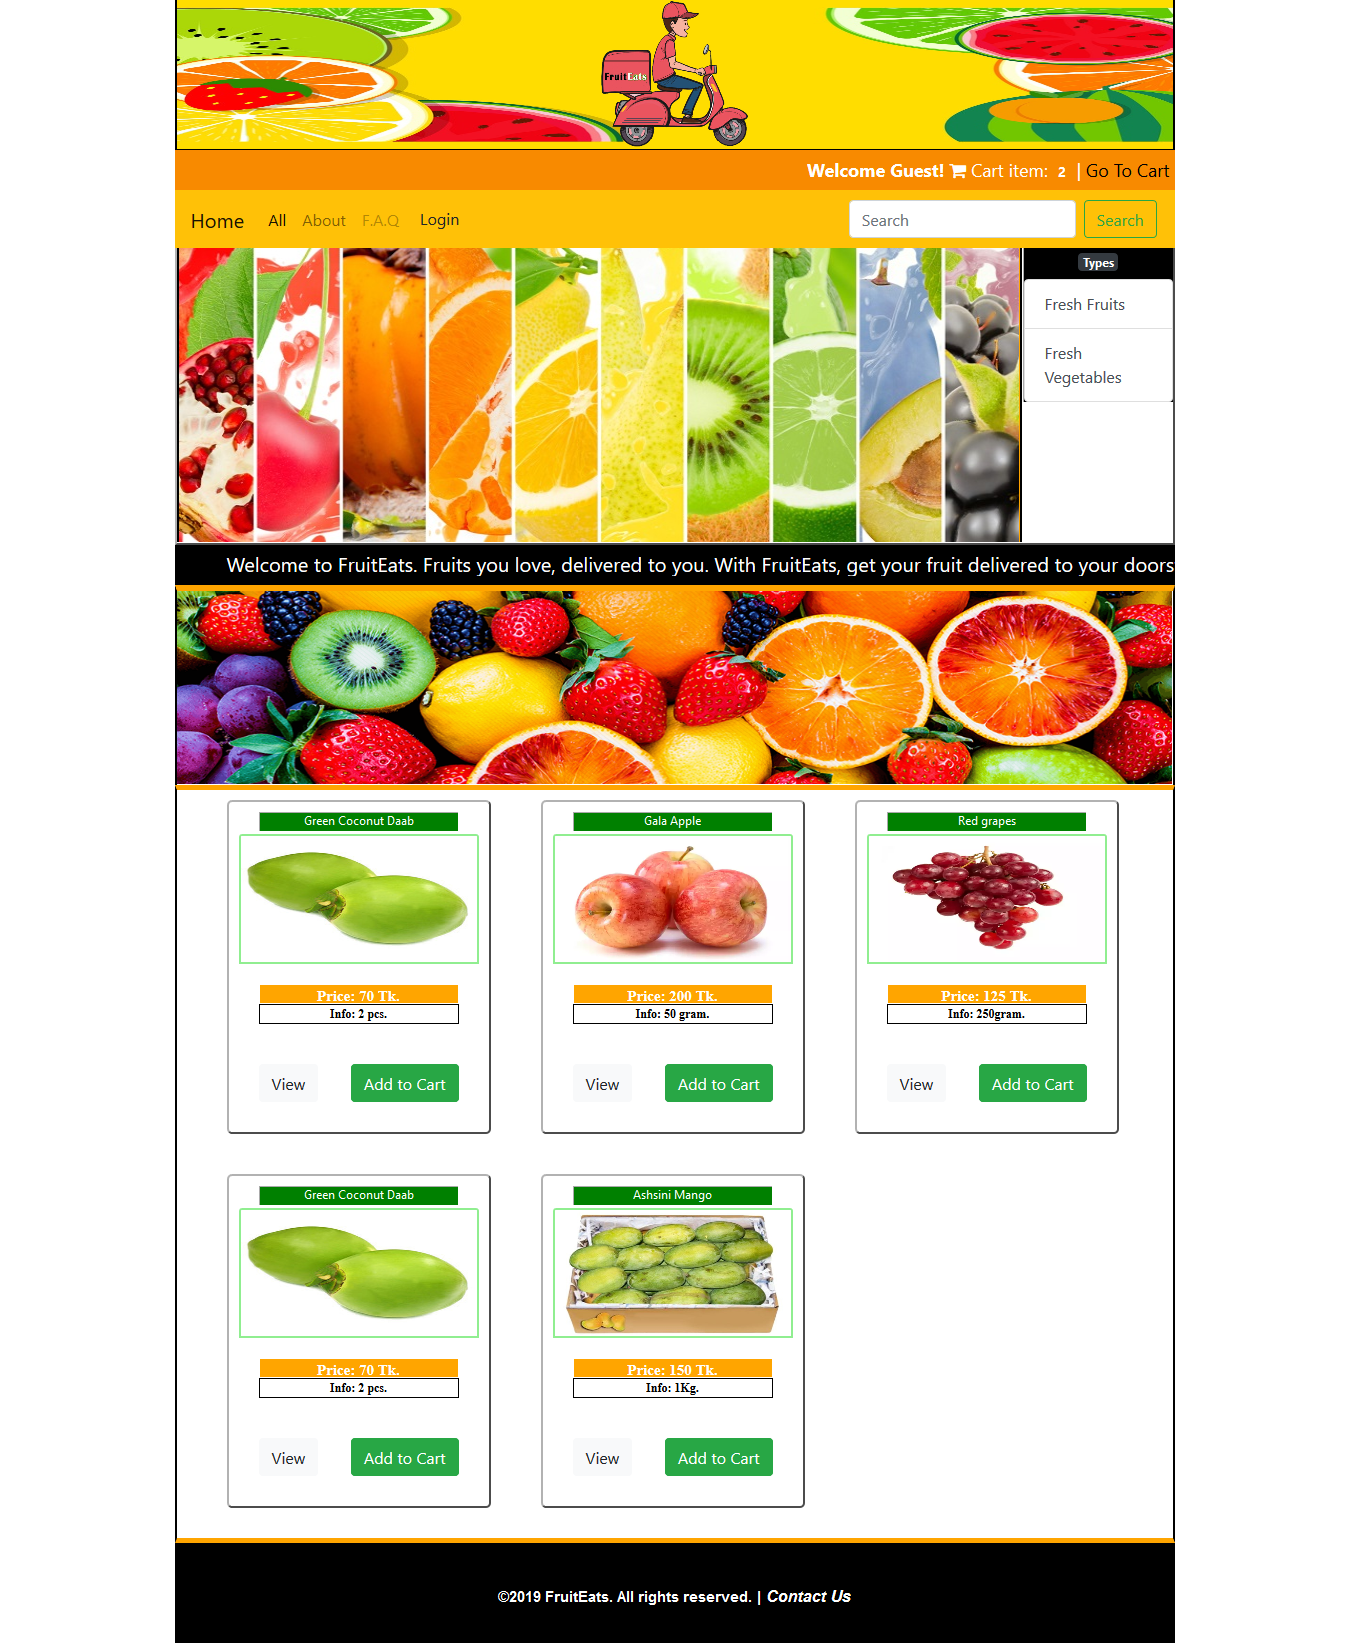 FruitEats
Welcome Guest! Cart item: 2 | Go To Cart
Home All About F.A.Q Login Search Search
Types
Fresh Fruits
Fresh
Vegetables
Welcome to FruitEats. Fruits you love, delivered to you. With FruitEats, get your fruit delivered to your doors
Green Coconut Daab
Price: 70 Tk.
Info: 2 pcs.
View Add to Cart
Gala Apple
Price: 200 Tk.
Info: 50 gram.
View Add to Cart
Red grapes
Price: 125 Tk.
Info: 250gram.
View Add to Cart
Green Coconut Daab
Price: 70 Tk.
Info: 2 pcs.
View Add to Cart
Ashsini Mango
Price: 150 Tk.
Info: 1Kg.
View Add to Cart
©2019 FruitEats. All rights reserved. | Contact Us